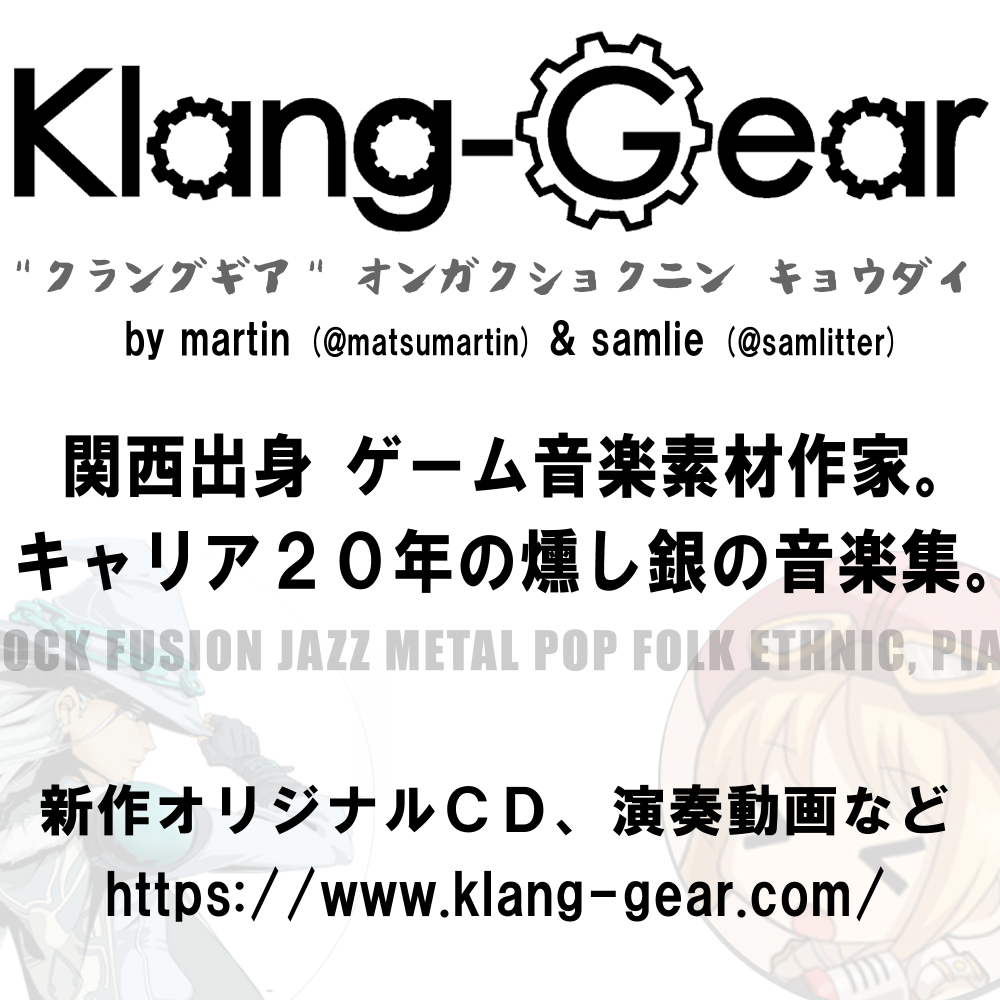 Klang-Gear
"クラングギア" オンガクショクニン キョウダイ
by martin (@matsumartin) & samlie (@samlitter)
関西出身 ゲーム音楽素材作家。
キャリア２０年の燻し銀の音楽集。
OCK FUSION JAZZ METAL POP FOLK ETHNIC, PIA
新作オリジナルＣＤ、演奏動画など
https://www.klang-gear.com/